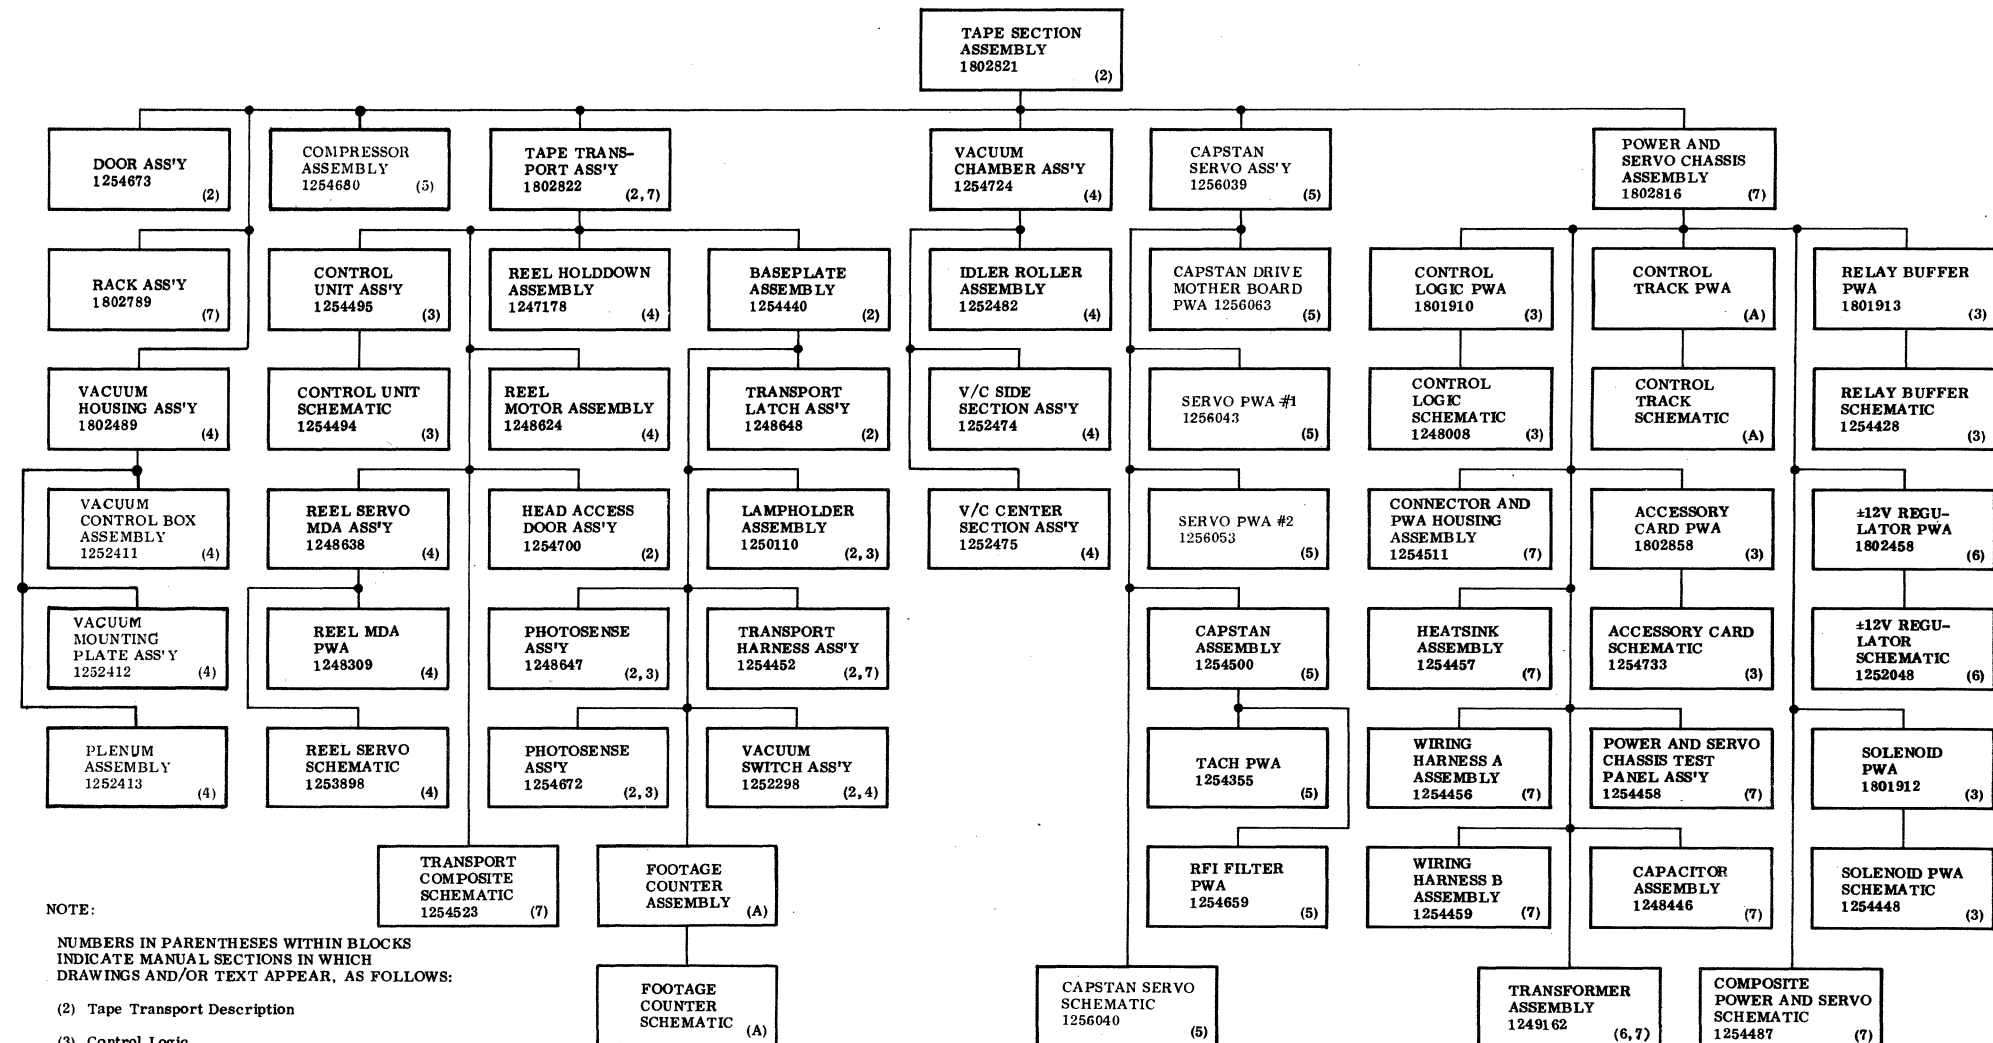 TAPE SECTION
ASSEMBLY
1802821
(2)
DOOR ASS'Y
1254673
(2)
COMPRESSOR
ASSEMBLY
1254680
(5)
TAPE TRANS-
PORT ASS'Y
1802822
(2,7)
VACUUM
CHAMBER ASS'Y
1254724
(4)
CAPSTAN
SERVO ASS'Y
1256039
(5)
POWER AND
SERVO CHASSIS
ASSEMBLY
1802816
(7)
RACK ASS'Y
1802789
(7)
CONTROL
UNIT ASS'Y
1254495
(3)
REEL HOLDDOWN
ASSEMBLY
1247178
(4)
BASEPLATE
ASSEMBLY
1254440
(2)
IDLER ROLLER
ASSEMBLY
1252482
(4)
CAPSTAN DRIVE
MOTHER BOARD
PWA 1256063
(5)
CONTROL
LOGIC PWA
1801910
(3)
CONTROL
TRACK PWA
(A)
RELAY BUFFER
PWA
1801913
(3)
VACUUM
HOUSING ASS'Y
1802489
(4)
CONTROL UNIT
SCHEMATIC
1254494
(3)
REEL
MOTOR ASSEMBLY
1248624
(4)
TRANSPORT
LATCH ASS'Y
1248648
(2)
V/C SIDE
SECTION ASS'Y
1252474
(4)
SERVO PWA #1
1256043
(5)
CONTROL
LOGIC
SCHEMATIC
1248008
(3)
CONTROL
TRACK
SCHEMATIC
(A)
RELAY BUFFER
SCHEMATIC
1254428
(3)
VACUUM
CONTROL BOX
ASSEMBLY
1252411
(4)
REEL SERVO
MDA ASS'Y
1248638
(4)
HEAD ACCESS
DOOR ASS'Y
1254700
(2)
LAMPHOLDER
ASSEMBLY
1250110
(2,3)
V/C CENTER
SECTION ASS'Y
1252475
(4)
SERVO PWA #2
1256053
(5)
CONNECTOR AND
PWA HOUSING
ASSEMBLY
1254511
(7)
ACCESSORY
CARD PWA
1802858
(3)
±12V REGU-
LATOR PWA
1802458
(6)
VACUUM
MOUNTING
PLATE ASS'Y
1252412
(4)
REEL MDA
PWA
1248309
(4)
PHOTOSENSE
ASS'Y
1248647
(2,3)
TRANSPORT
HARNESS ASS'Y
1254452
(2,7)
CAPSTAN
ASSEMBLY
1254500
(5)
HEATSINK
ASSEMBLY
1254457
(7)
ACCESSORY CARD
SCHEMATIC
1254733
(3)
±12V REGU-
LATOR
SCHEMATIC
1252048
(6)
PLENUM
ASSEMBLY
1252413
(4)
REEL SERVO
SCHEMATIC
1253898
(4)
PHOTOSENSE
ASS'Y
1254672
(2,3)
VACUUM
SWITCH ASS'Y
1252298
(2,4)
TACH PWA
1254355
(5)
WIRING
HARNESS A
ASSEMBLY
1254456
(7)
POWER AND SERVO
CHASSIS TEST
PANEL ASS'Y
1254458
(7)
SOLENOID
PWA
1801912
(3)
TRANSPORT
COMPOSITE
SCHEMATIC
1254523
(7)
FOOTAGE
COUNTER
ASSEMBLY
(A)
RFI FILTER
PWA
1254659
(5)
WIRING
HARNESS B
ASSEMBLY
1254459
(7)
CAPACITOR
ASSEMBLY
1248446
(7)
SOLENOID PWA
SCHEMATIC
1254448
(3)
FOOTAGE
COUNTER
SCHEMATIC
(A)
CAPSTAN SERVO
SCHEMATIC
1256040
(5)
TRANSFORMER
ASSEMBLY
1249162
(6,7)
COMPOSITE
POWER AND SERVO
SCHEMATIC
1254487
(7)
NOTE:
NUMBERS IN PARENTHESES WITHIN BLOCKS
INDICATE MANUAL SECTIONS IN WHICH
DRAWINGS AND/OR TEXT APPEAR, AS FOLLOWS:
(2) Tape Transport Description
(3) Control Logic